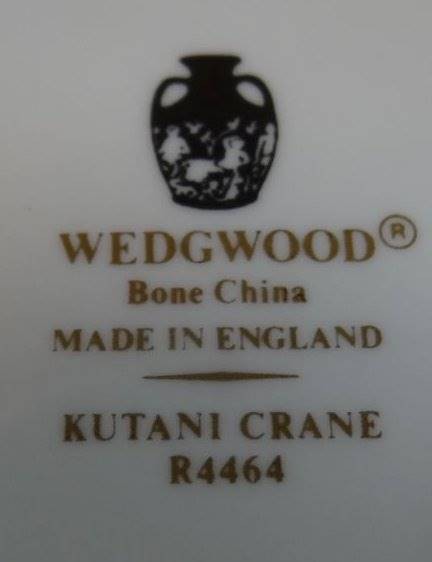 WEDGWOOD®
Bone China
MADE IN ENGLAND
KUTANI CRANE
R4464